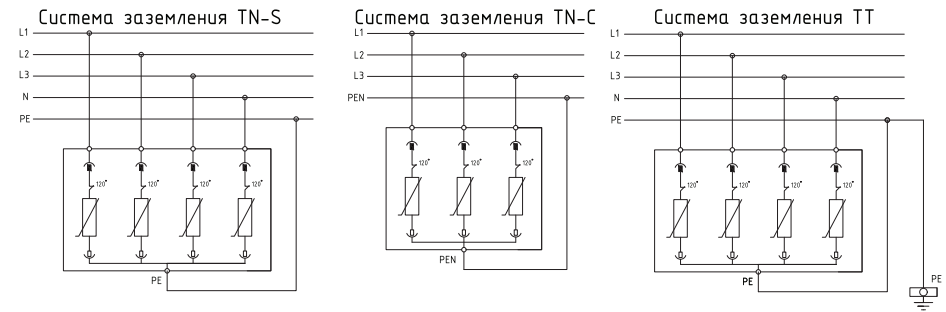 Система заземления TN-S
L1
L2
L3
N
PE
120°
120°
120°
120°
PE
Система заземления TN-C
L1
L2
L3
PEN
120°
120°
120°
PEN
Система заземления TT
L1
L2
L3
N
PE
120°
120°
120°
120°
PE
PE